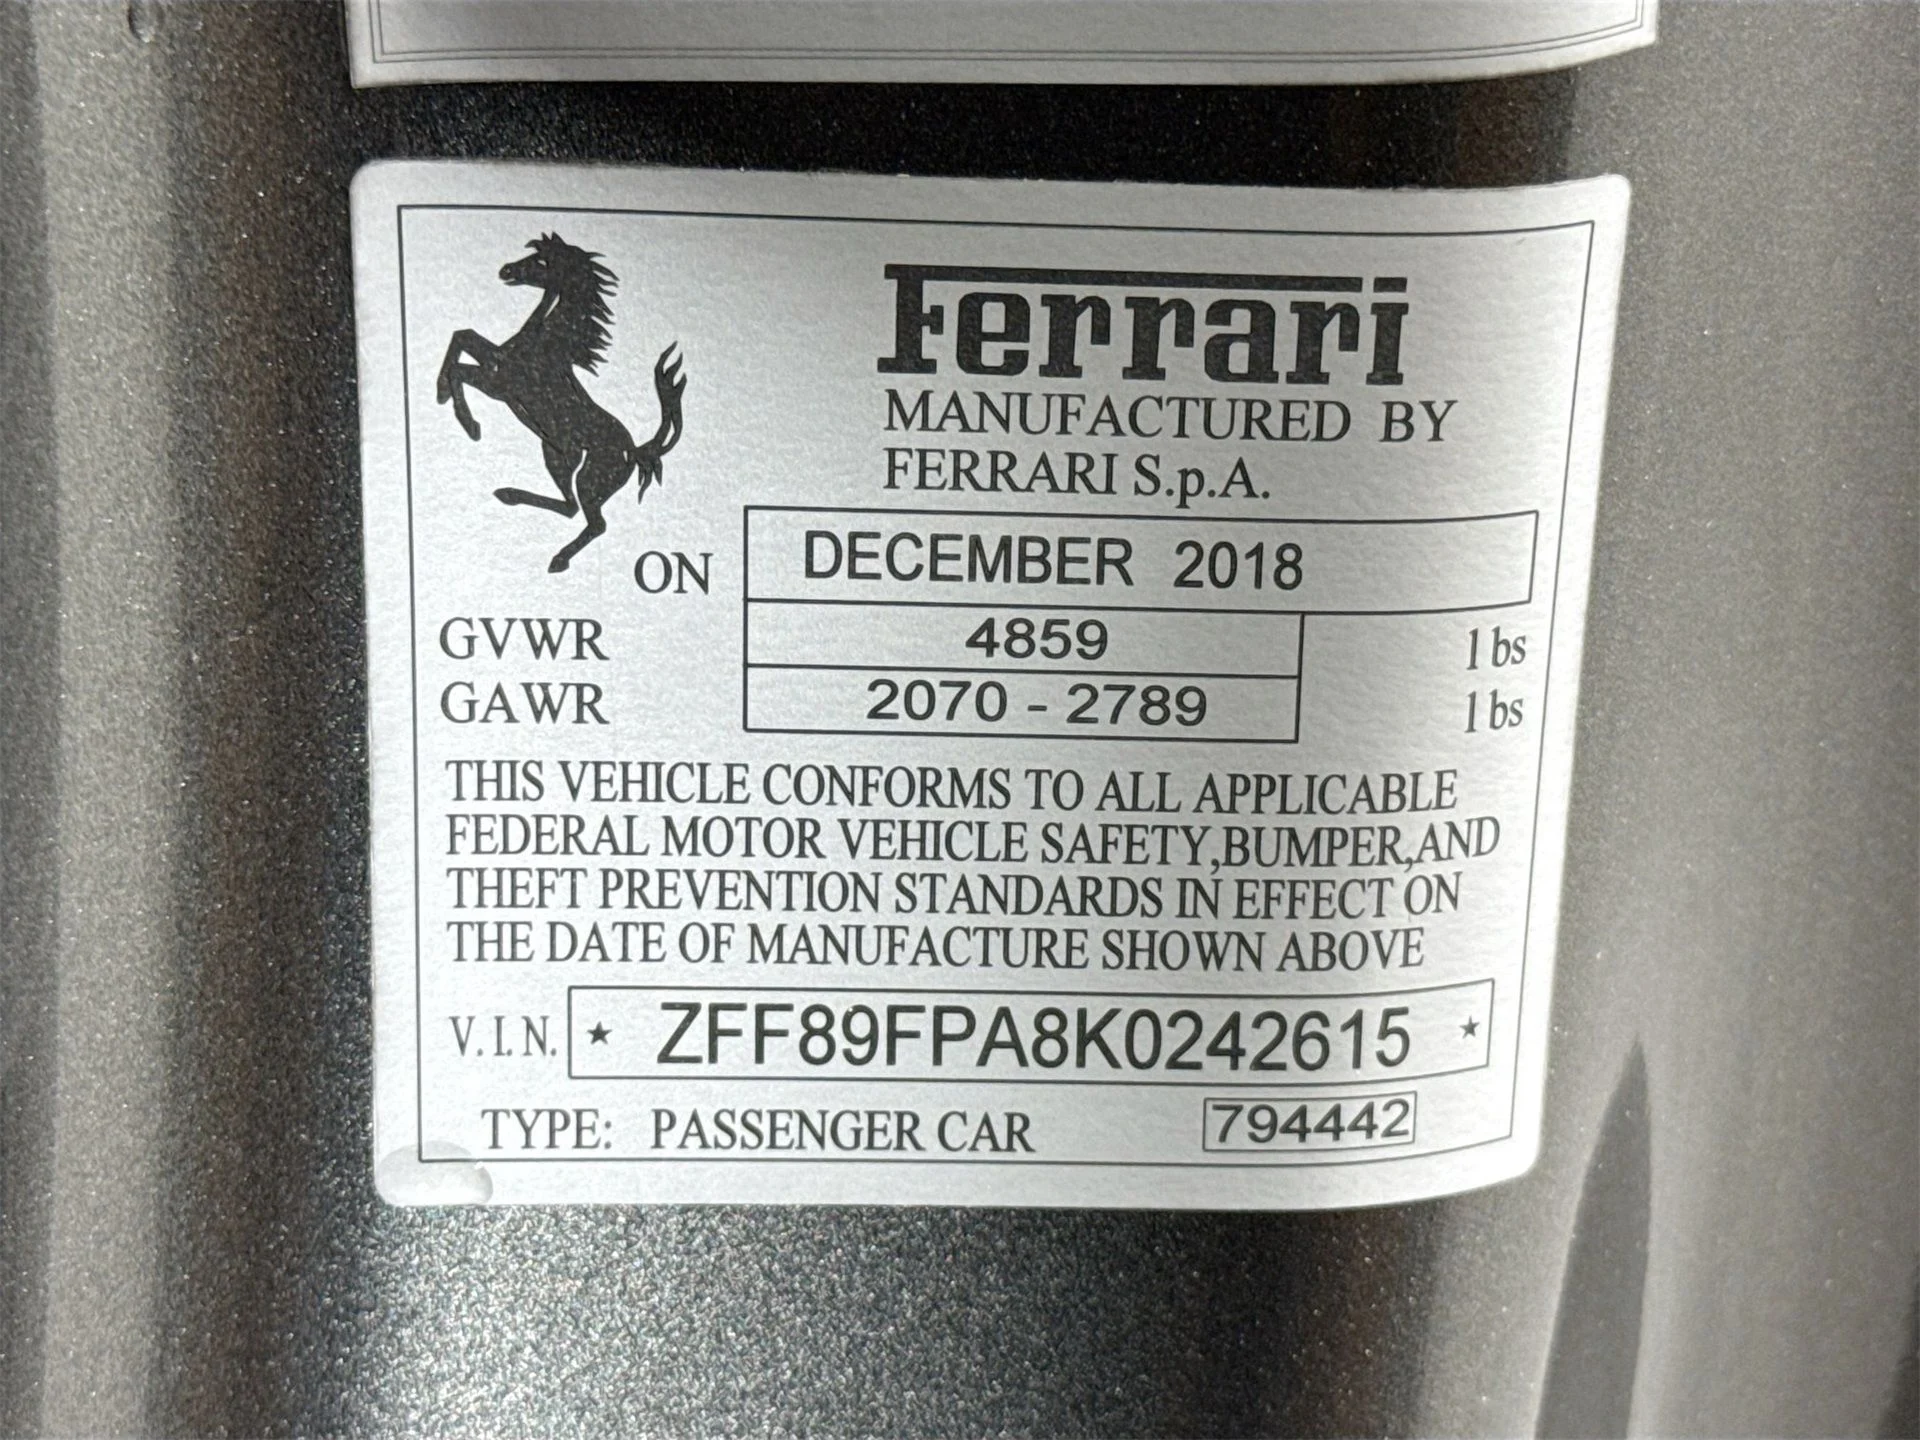 Ferrari
MANUFACTURED BY
FERRARI S.p.A.
ON DECEMBER 2018
GVWR 4859 lbs
GAWR 2070 - 2789 lbs
THIS VEHICLE CONFORMS TO ALL APPLICABLE
FEDERAL MOTOR VEHICLE SAFETY,BUMPER,AND
THEFT PREVENTION STANDARDS IN EFFECT ON
THE DATE OF MANUFACTURE SHOWN ABOVE
V.I.N. ★ ZFF89FPA8K0242615 ★
TYPE: PASSENGER CAR 794442